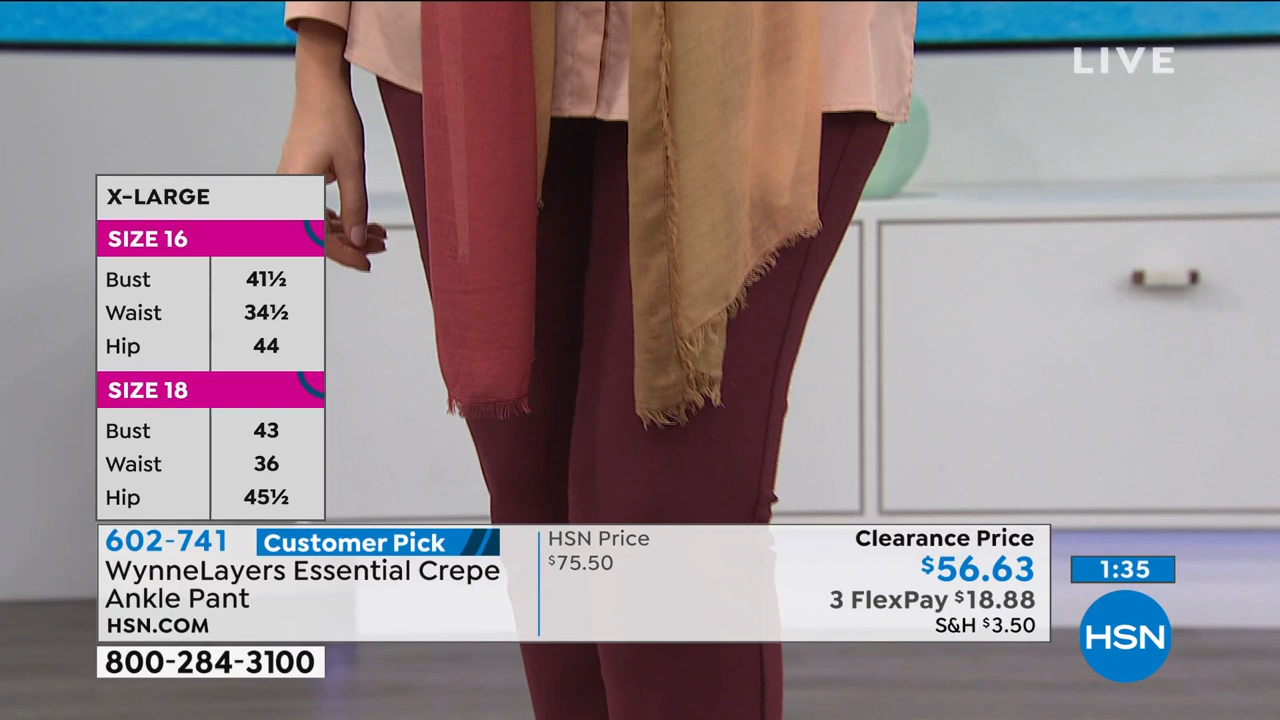 LIVE
X-LARGE
SIZE 16
Bust 41½
Waist 34½
Hip 44
SIZE 18
Bust 43
Waist 36
Hip 45½
602-741 Customer Pick
WynneLayers Essential Crepe
Ankle Pant
HSN.COM
800-284-3100
HSN Price
$75.50
Clearance Price
$56.63
3 FlexPay $18.88
S&H $3.50
1:35
HSN